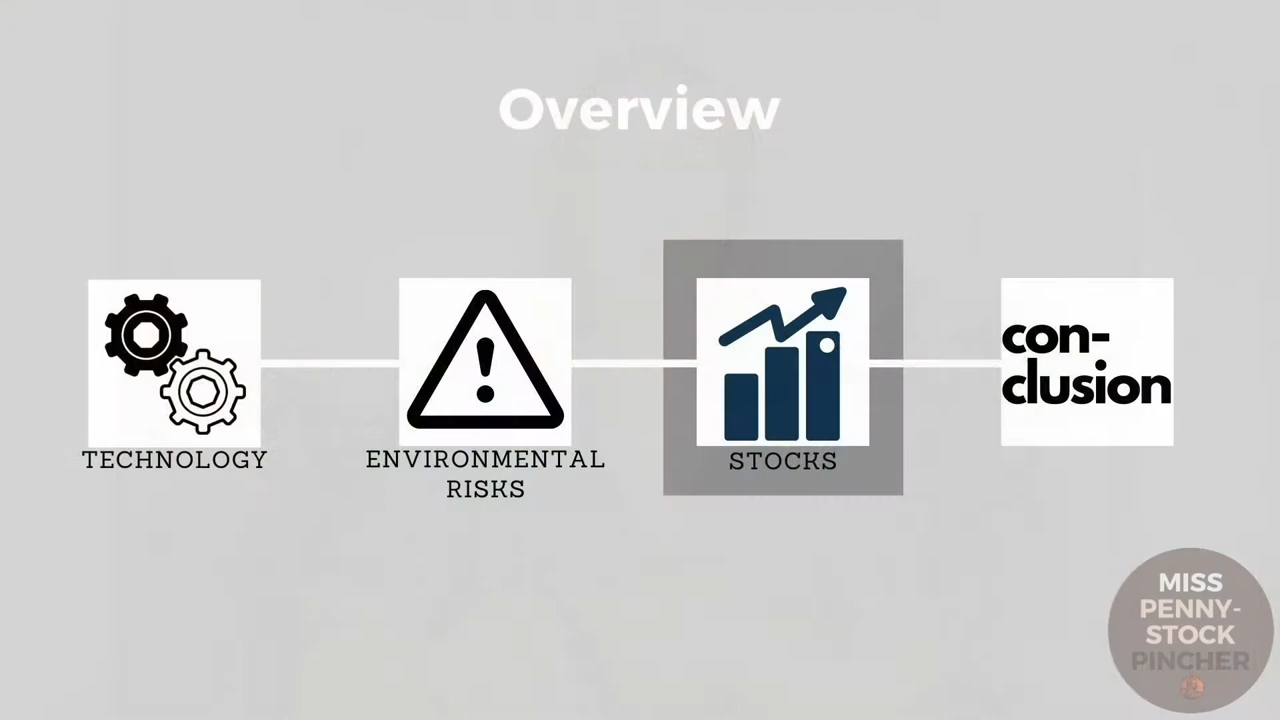 Overview
con-
clusion
TECHNOLOGY
ENVIRONMENTAL
RISKS
STOCKS
MISS
PENNY-
STOCK
PINCHER